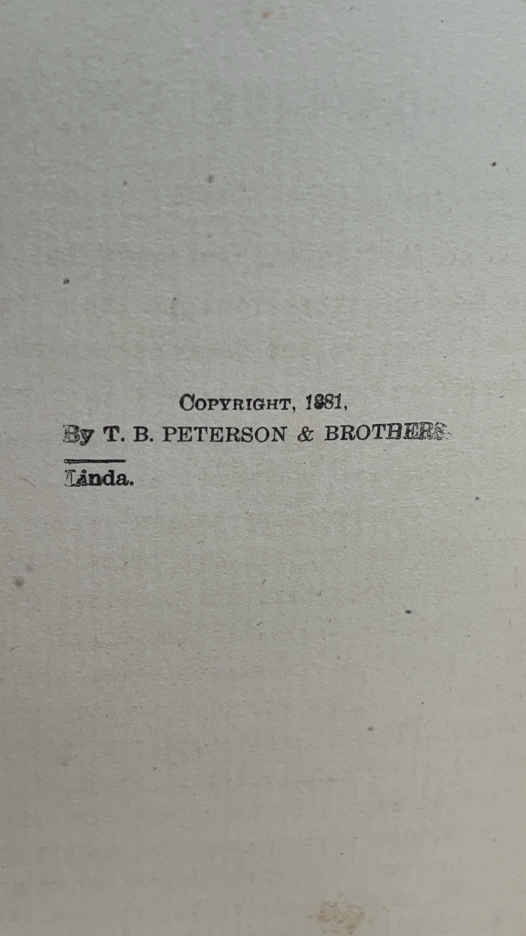 COPYRIGHT, 1881,
By T. B. PETERSON & BROTHERS.
Linda.